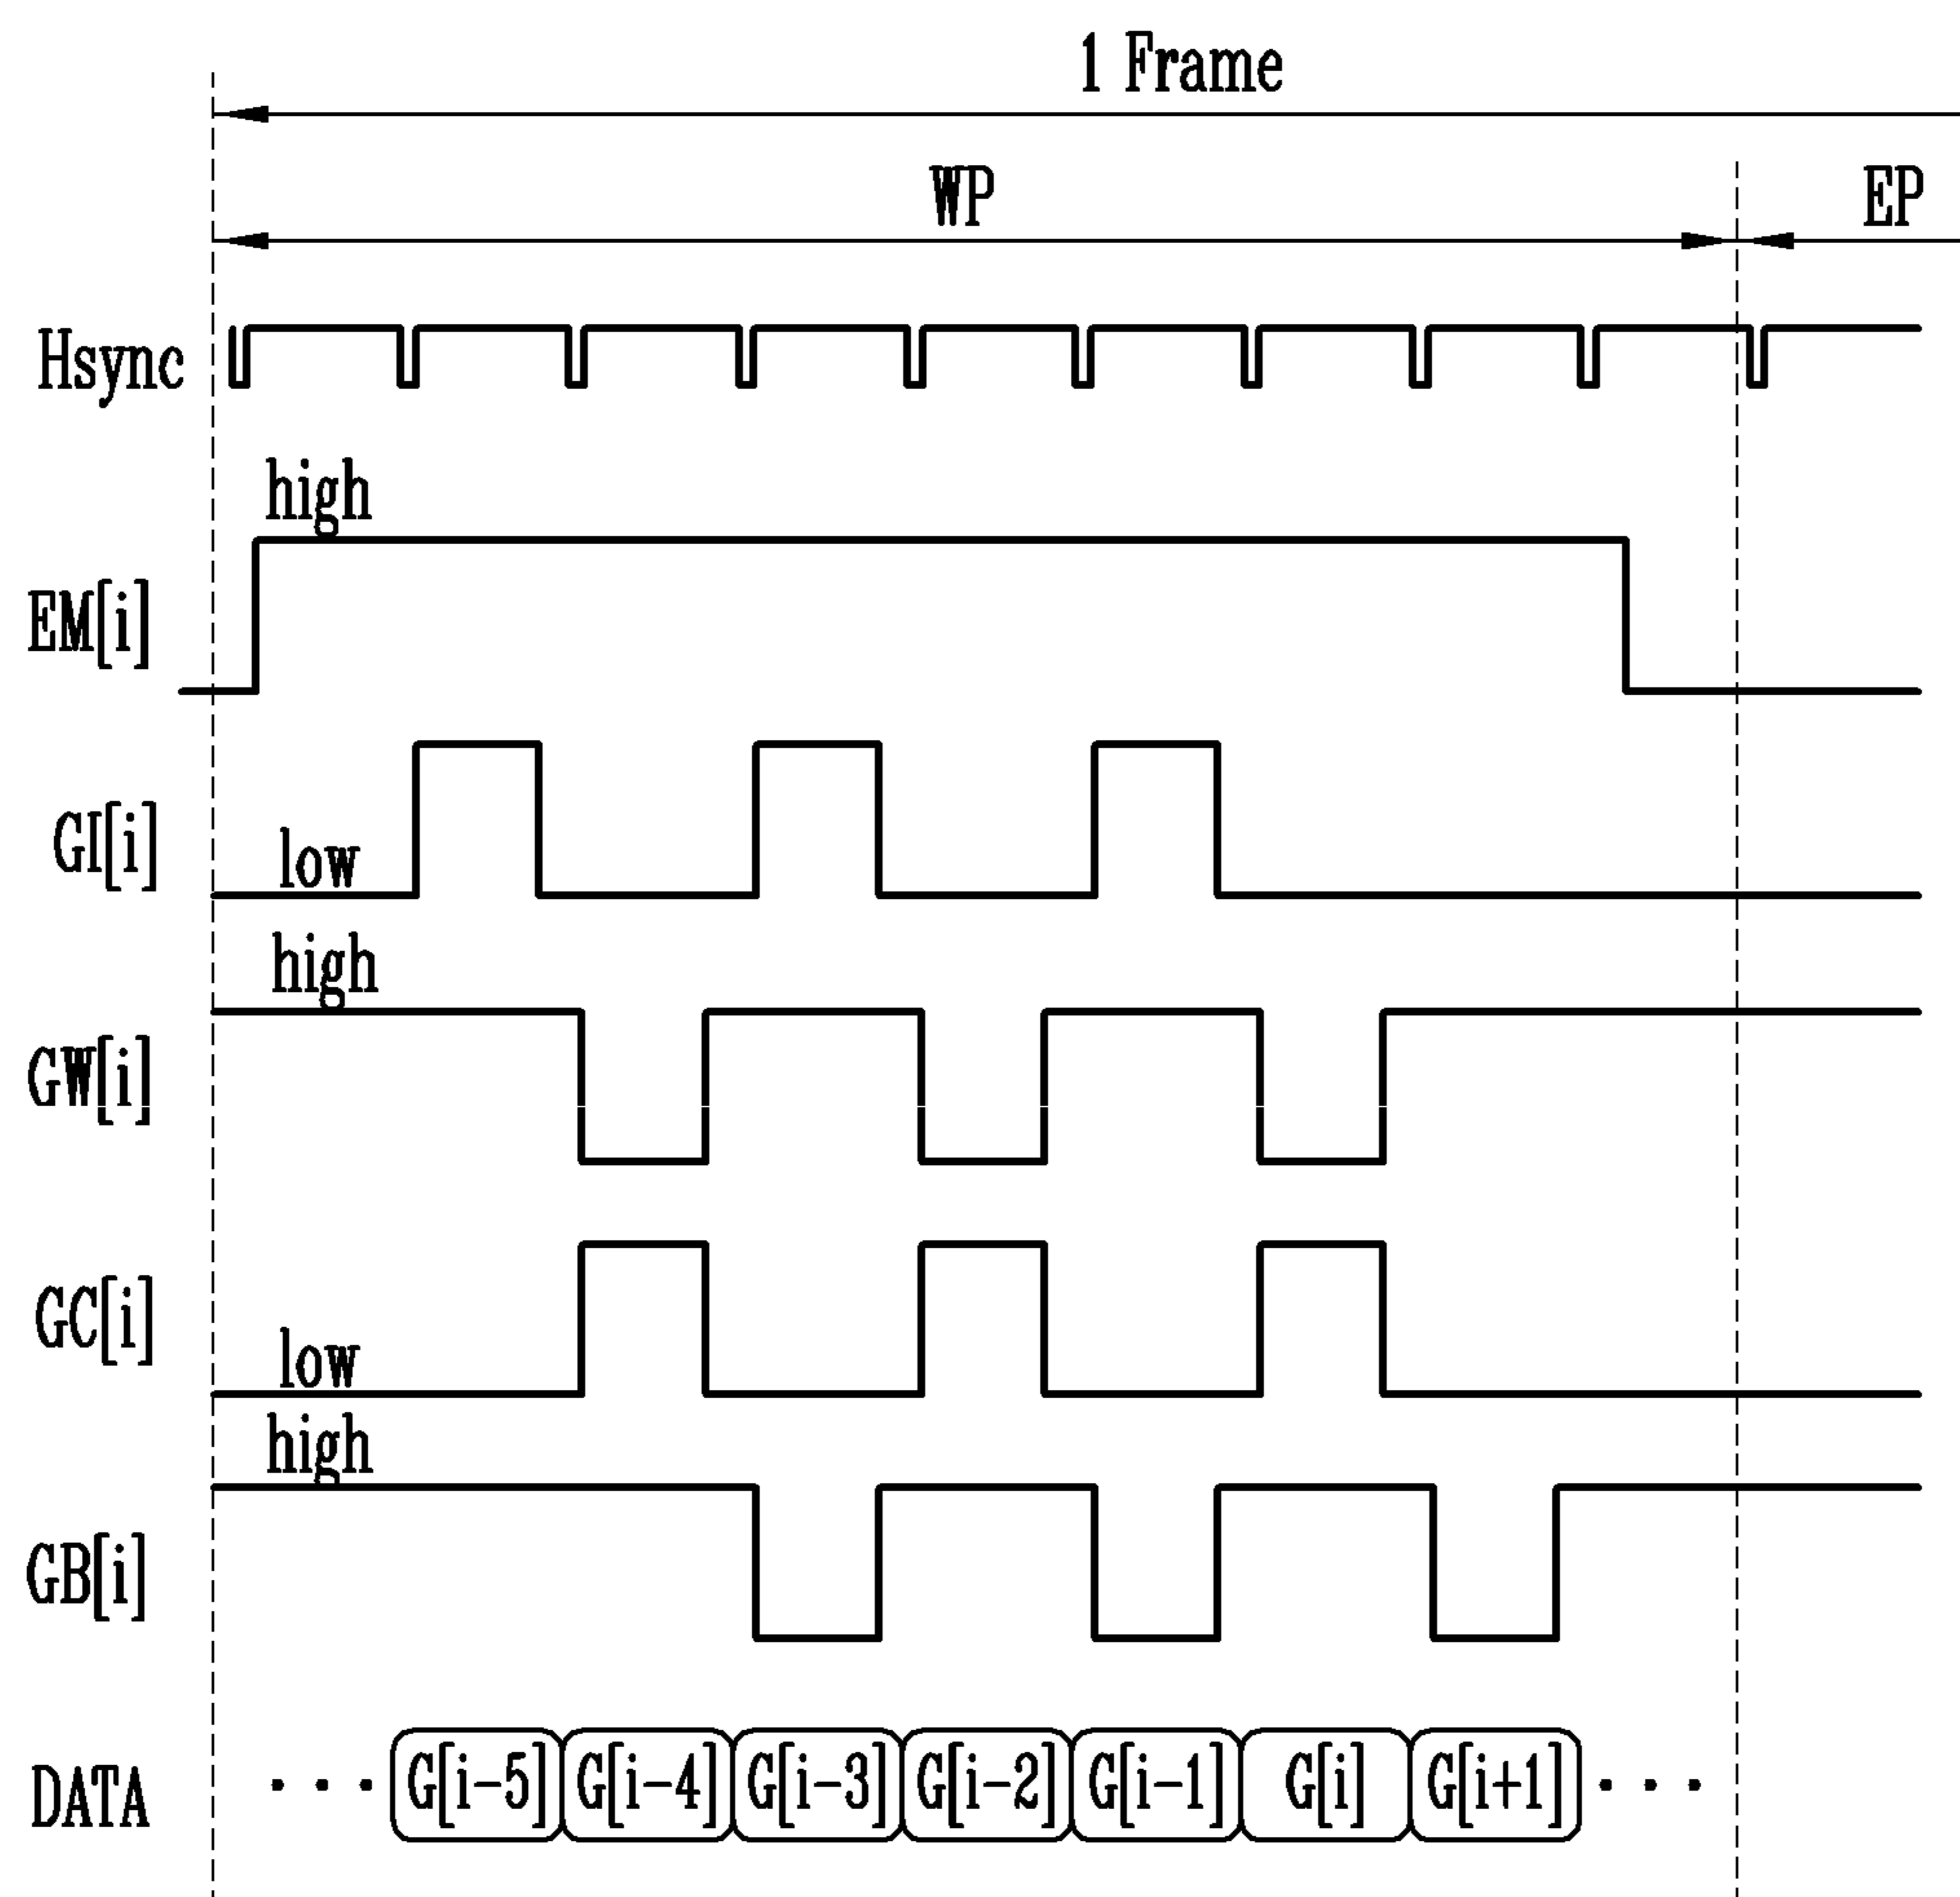 1 Frame
WP EP
Hsync
high
EM[i]
GI[i]
low
high
GW[i]
GC[i]
low
high
GB[i]
DATA ··· G[i-5] G[i-4] G[i-3] G[i-2] G[i-1] G[i] G[i+1] ···